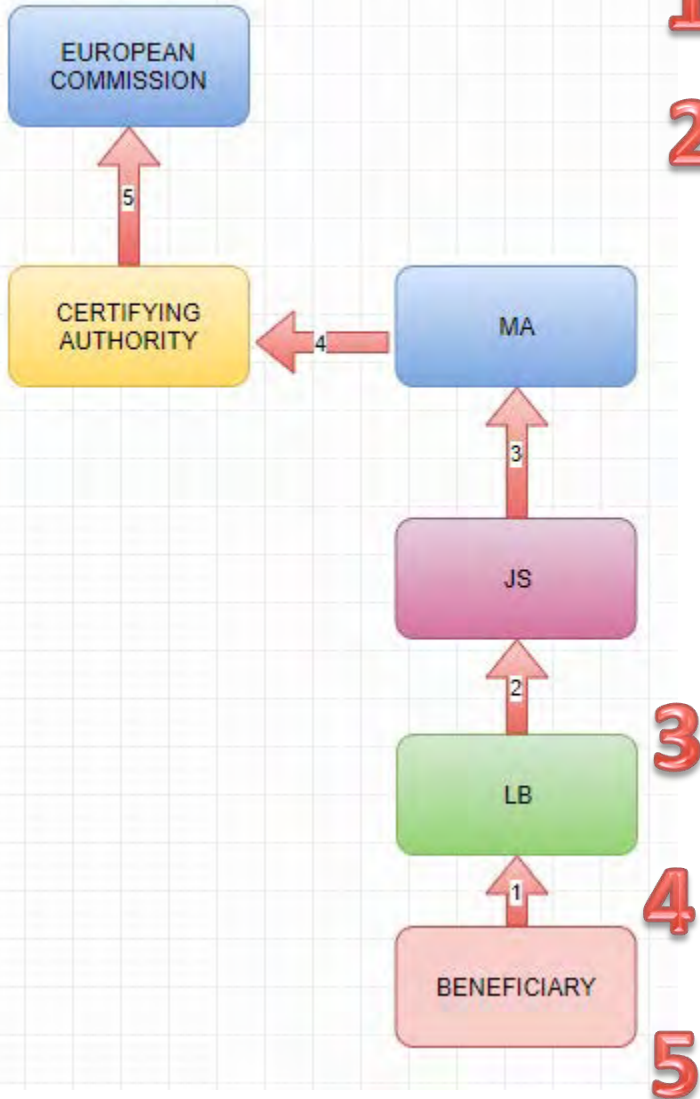 1
EUROPEAN
COMMISSION
2
5
CERTIFYING
AUTHORITY
MA
4
3
JS
2
3
LB
1
4
BENEFICIARY
5